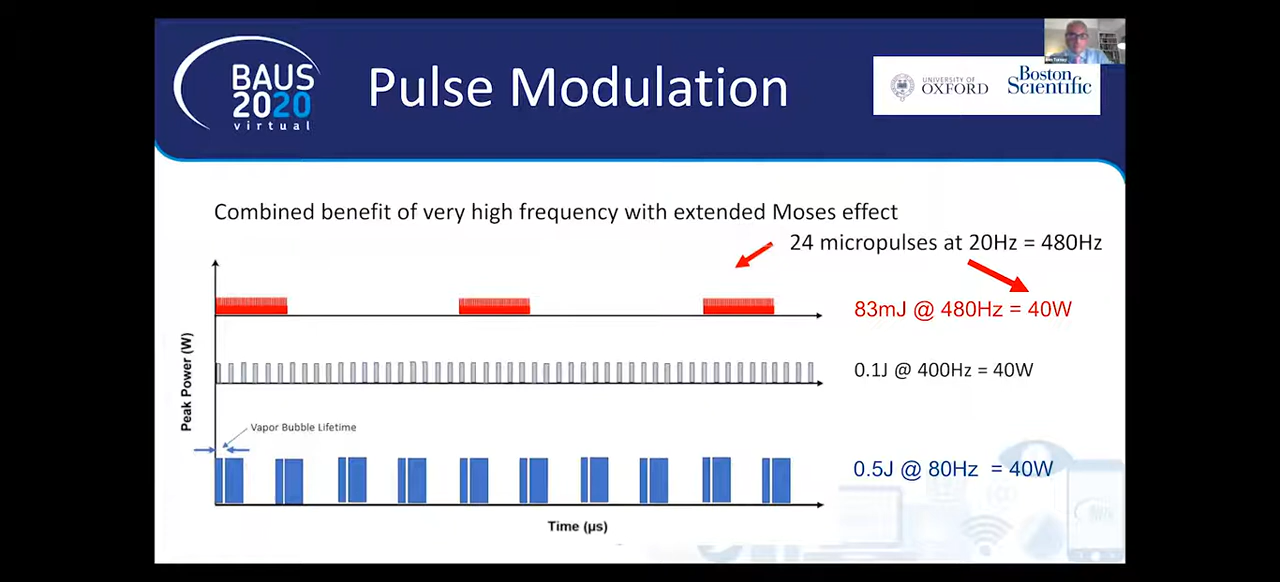 BAUS
2020
virtual
Pulse Modulation
UNIVERSITY OF
OXFORD
Boston
Scientific
Combined benefit of very high frequency with extended Moses effect
24 micropulses at 20Hz = 480Hz
83mJ @ 480Hz = 40W
0.1J @ 400Hz = 40W
Peak Power (W)
Vapor Bubble Lifetime
0.5J @ 80Hz = 40W
Time (µs)